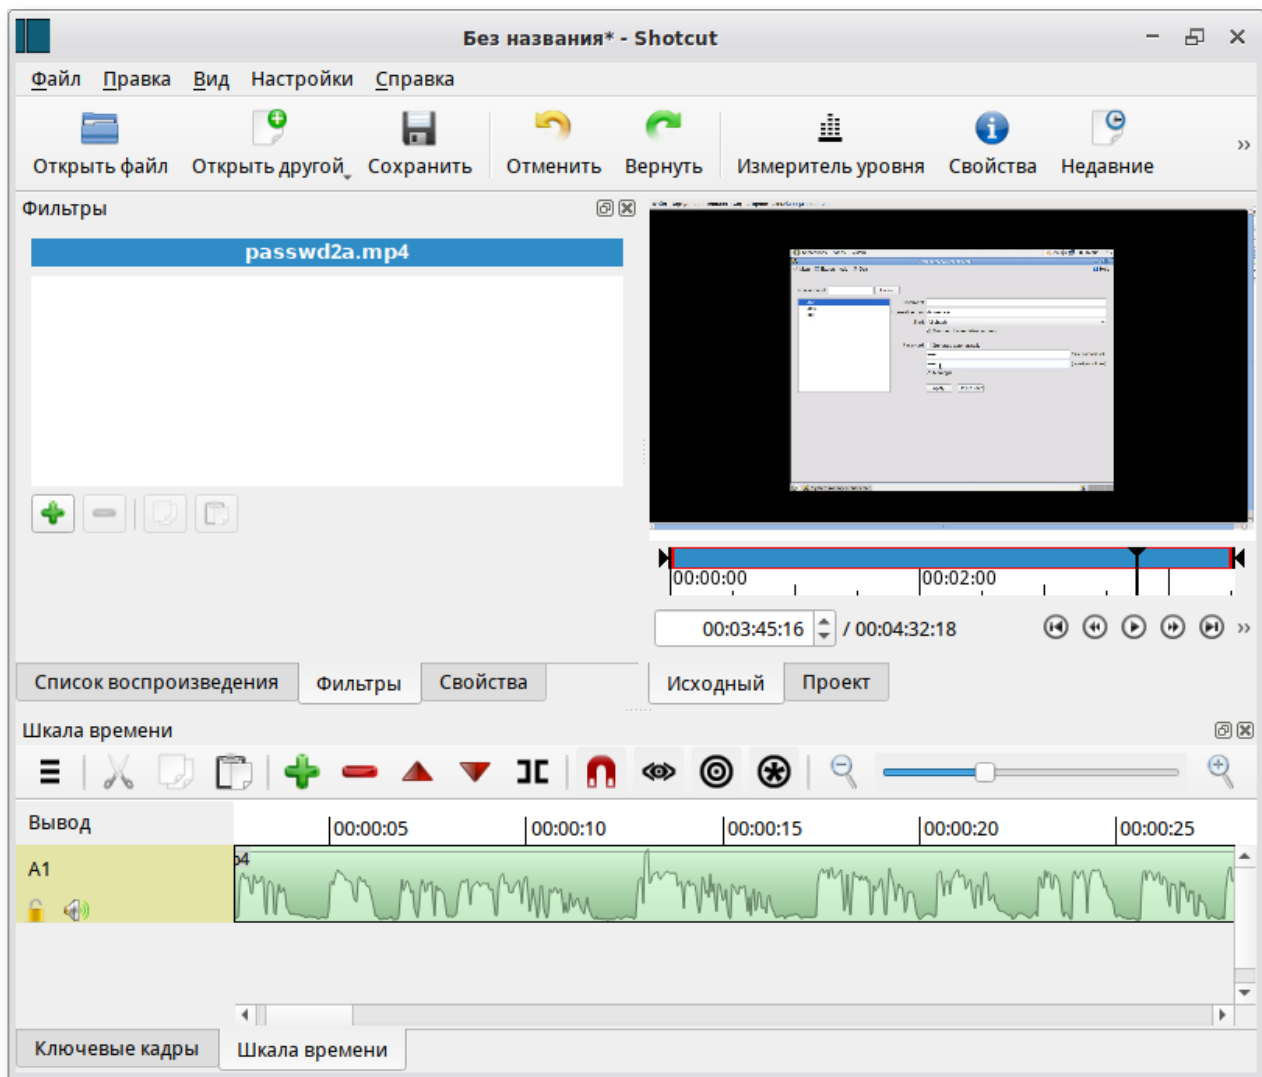 Без названия* - Shotcut
Файл Правка Вид Настройки Справка
Открыть файл Открыть другой Сохранить Отменить Вернуть Измеритель уровня Свойства Недавние
Фильтры
passwd2a.mp4
00:00:00 00:02:00
00:03:45:16 / 00:04:32:18
Список воспроизведения Фильтры Свойства Исходный Проект
Шкала времени
Вывод 00:00:05 00:00:10 00:00:15 00:00:20 00:00:25
p4
A1
Ключевые кадры Шкала времени